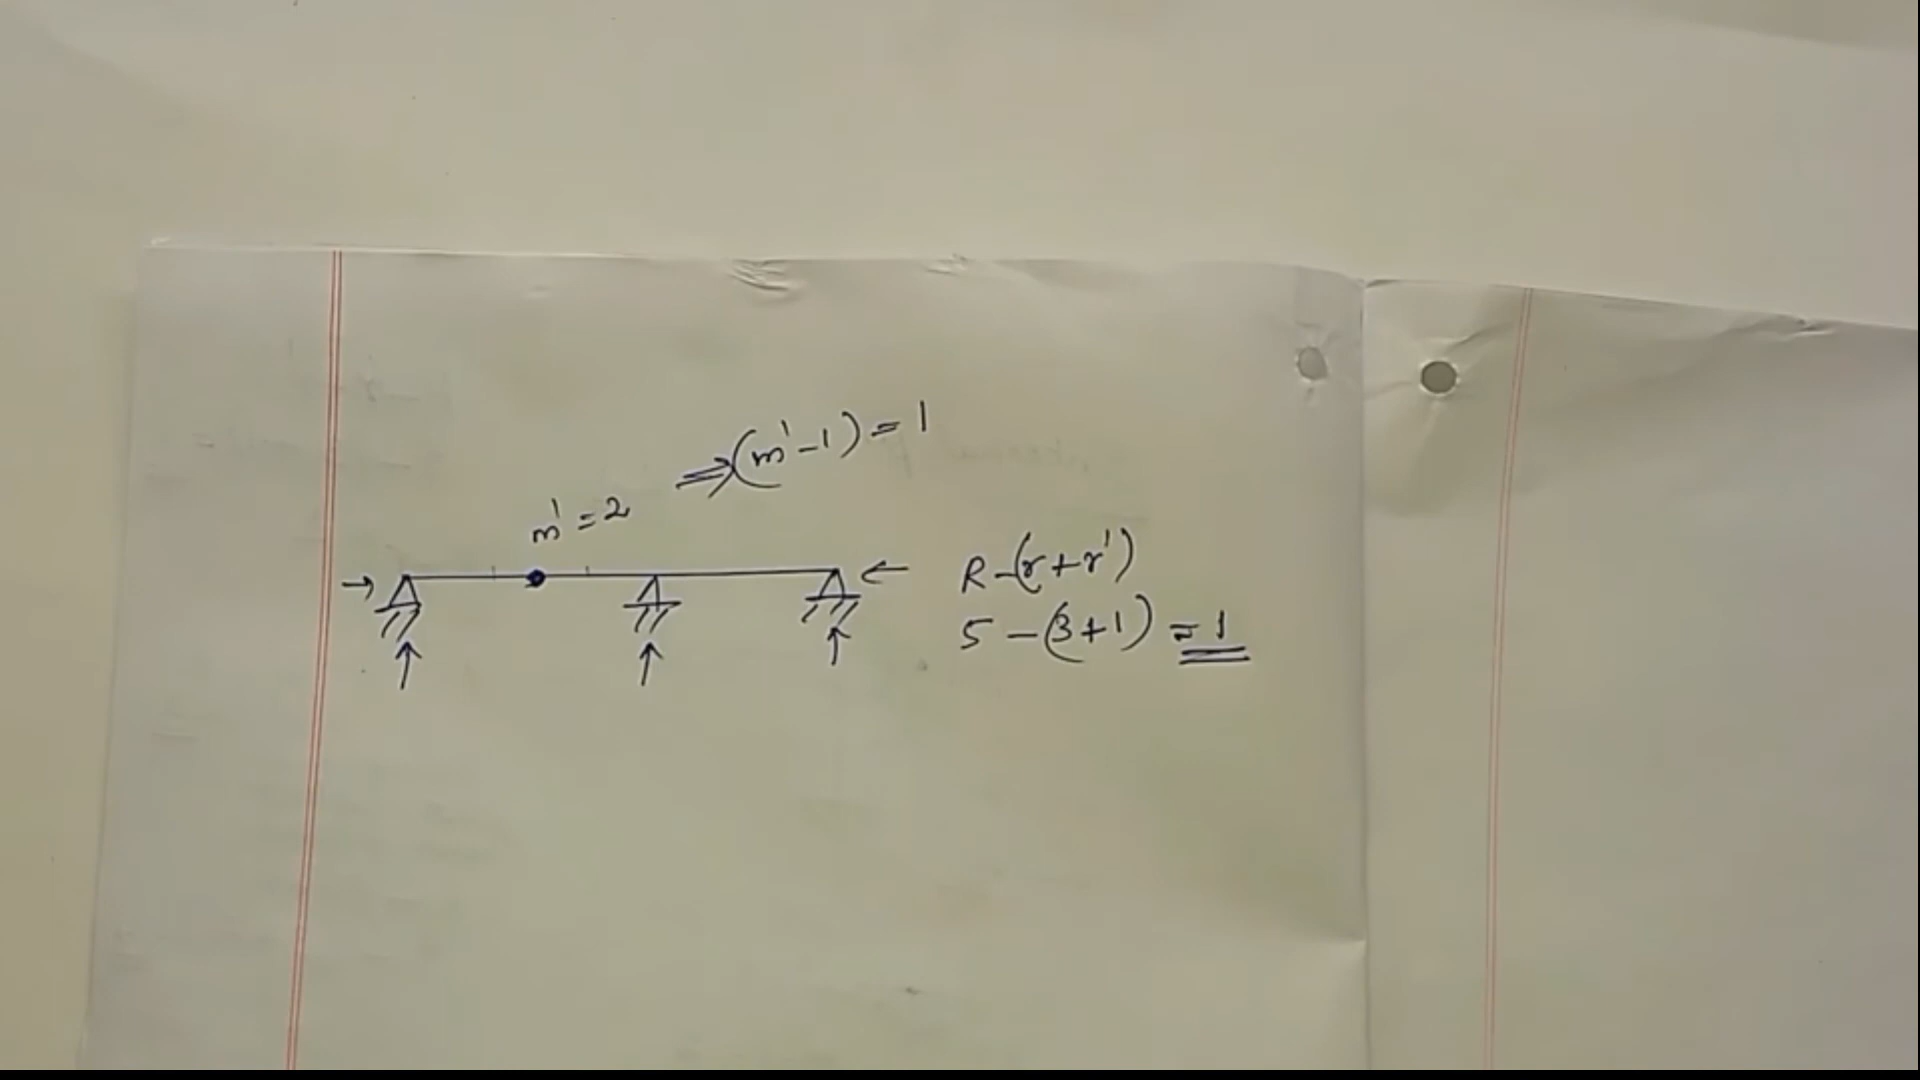 ⇒(m'-1) = 1
m' = 2
R-(r+r')
5-(3+1) = 1